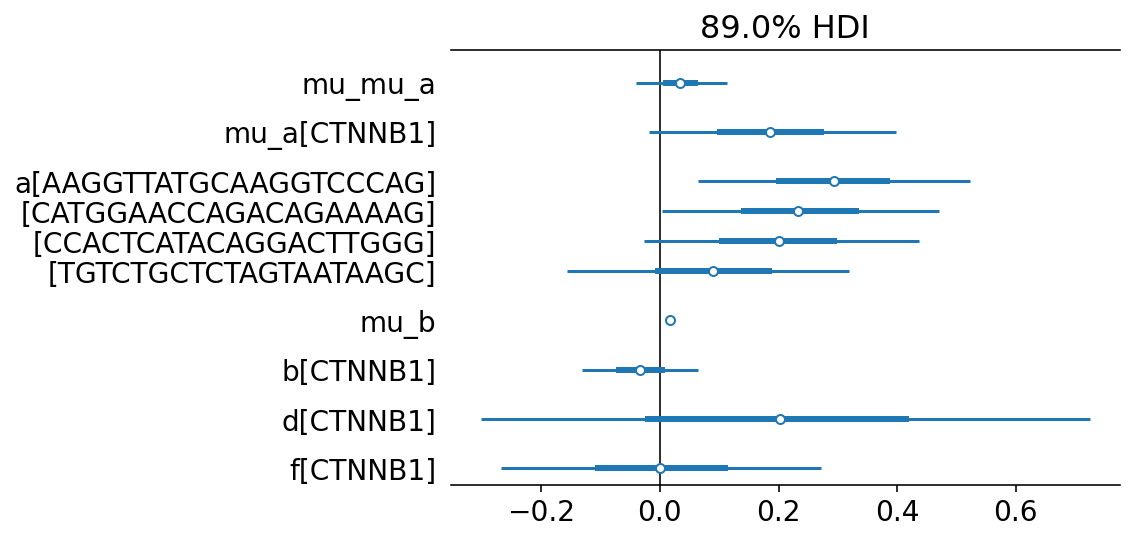 89.0% HDI
mu_mu_a
mu_a[CTNNB1]
a[AAGGTTATGCAAGGTCCCAG]
[CATGGAACCAGACAGAAAAG]
[CCACTCATACAGGACTTGGG]
[TGTCTGCTCTAGTAATAAGC]
mu_b
b[CTNNB1]
d[CTNNB1]
f[CTNNB1]
−0.2 0.0 0.2 0.4 0.6